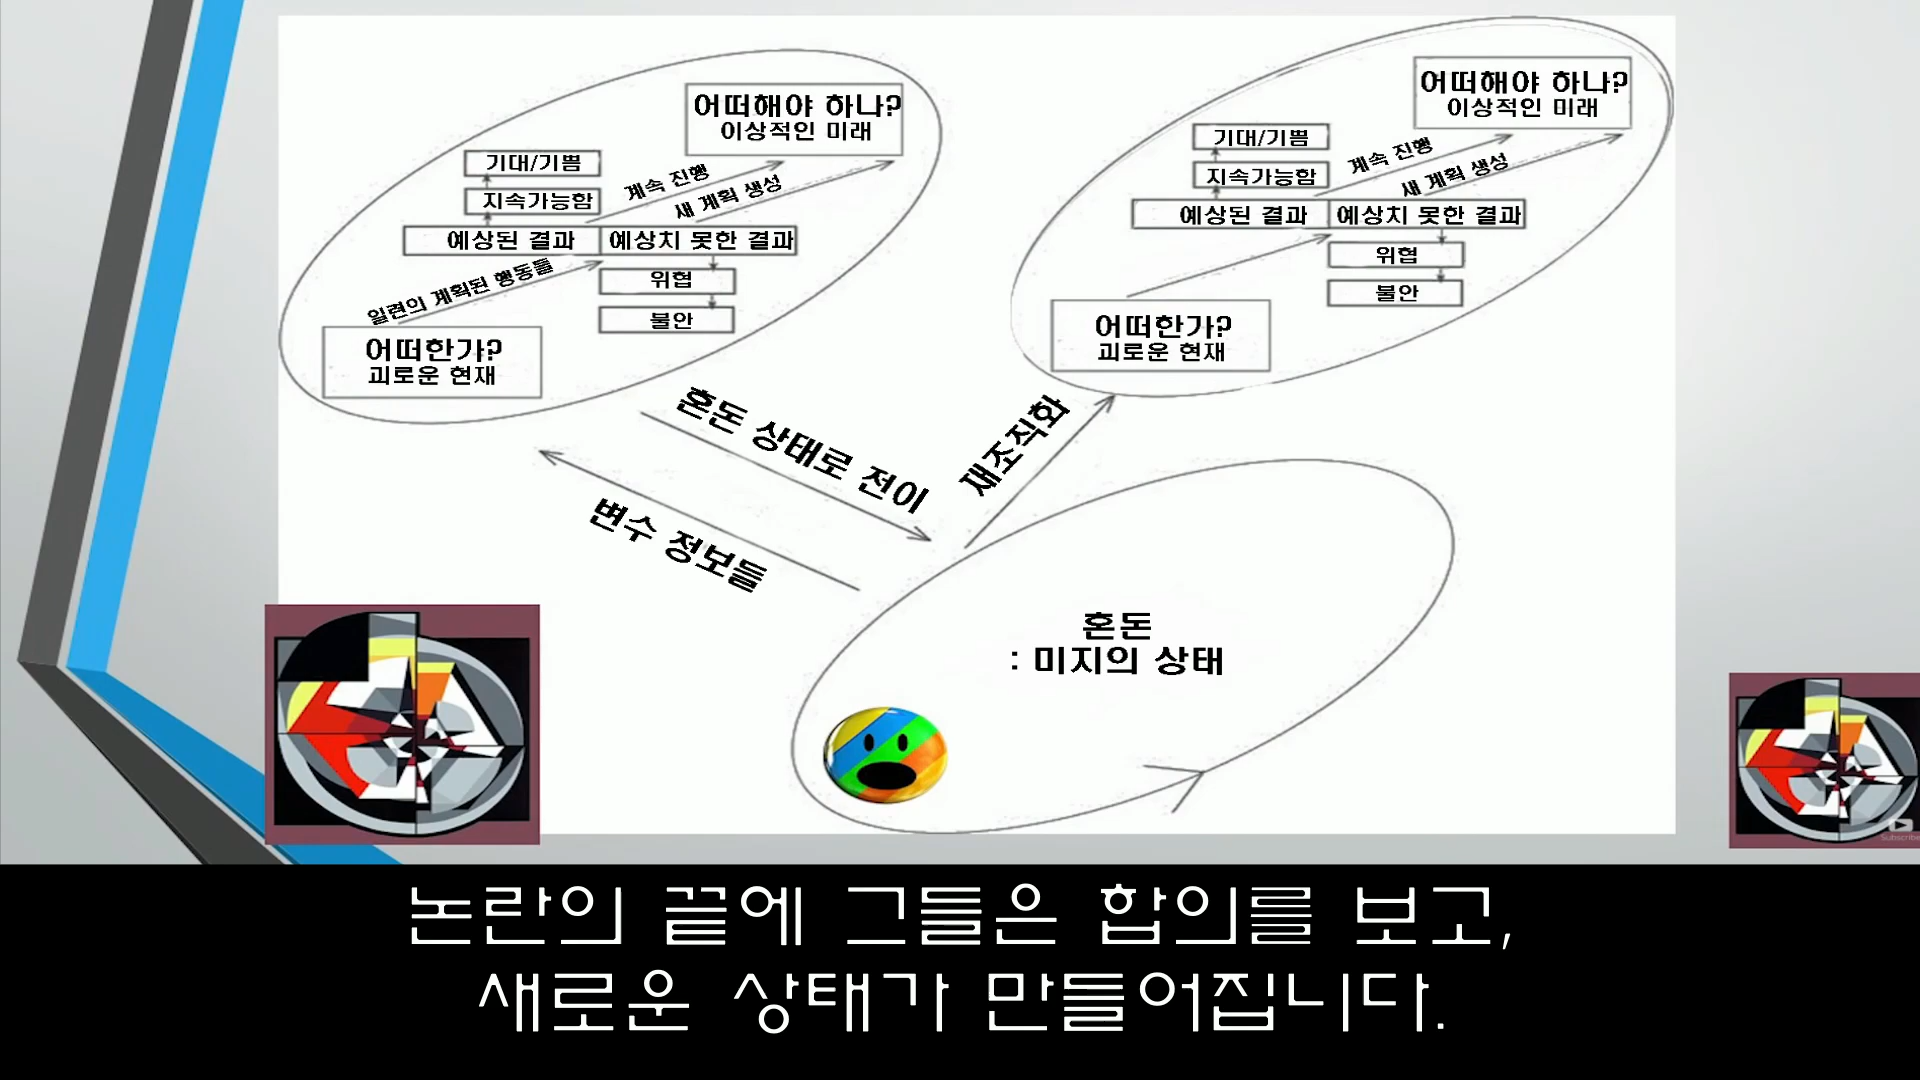 어떠해야 하나?
이상적인 미래
기대/기쁨
계속 진행
지속가능함
새 계획 생성
예상된 결과
예상치 못한 결과
일련의 계획된 행동들
위협
불안
어떠한가?
괴로운 현재
어떠해야 하나?
이상적인 미래
기대/기쁨
계속 진행
지속가능함
새 계획 생성
예상된 결과
예상치 못한 결과
위협
불안
어떠한가?
괴로운 현재
혼돈 상태로 전이
재조직화
변수 정보들
혼돈
: 미지의 상태
Subscribe
논란의 끝에 그들은 합의를 보고,
새로운 상태가 만들어집니다.